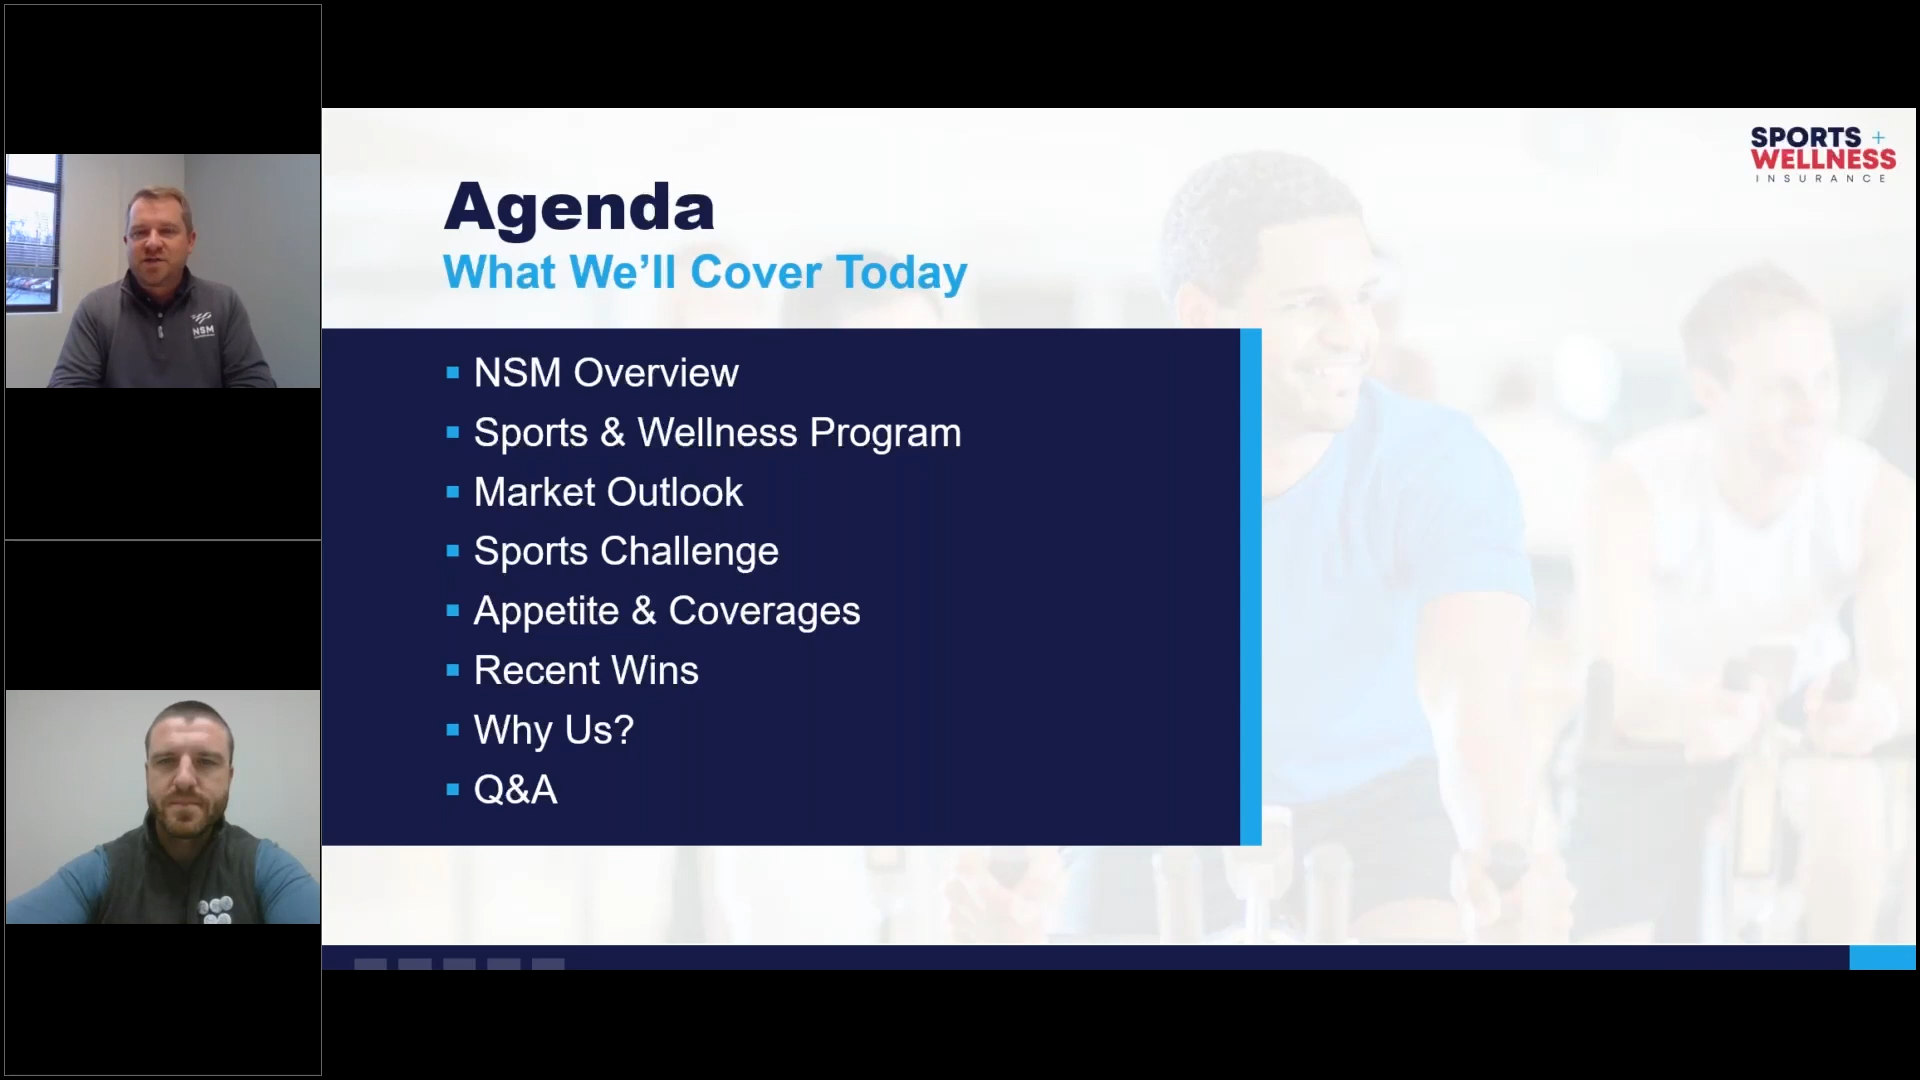 SPORTS +
WELLNESS
INSURANCE
Agenda
What We'll Cover Today
NSM Overview
Sports & Wellness Program
Market Outlook
Sports Challenge
Appetite & Coverages
Recent Wins
Why Us?
Q&A
NSM